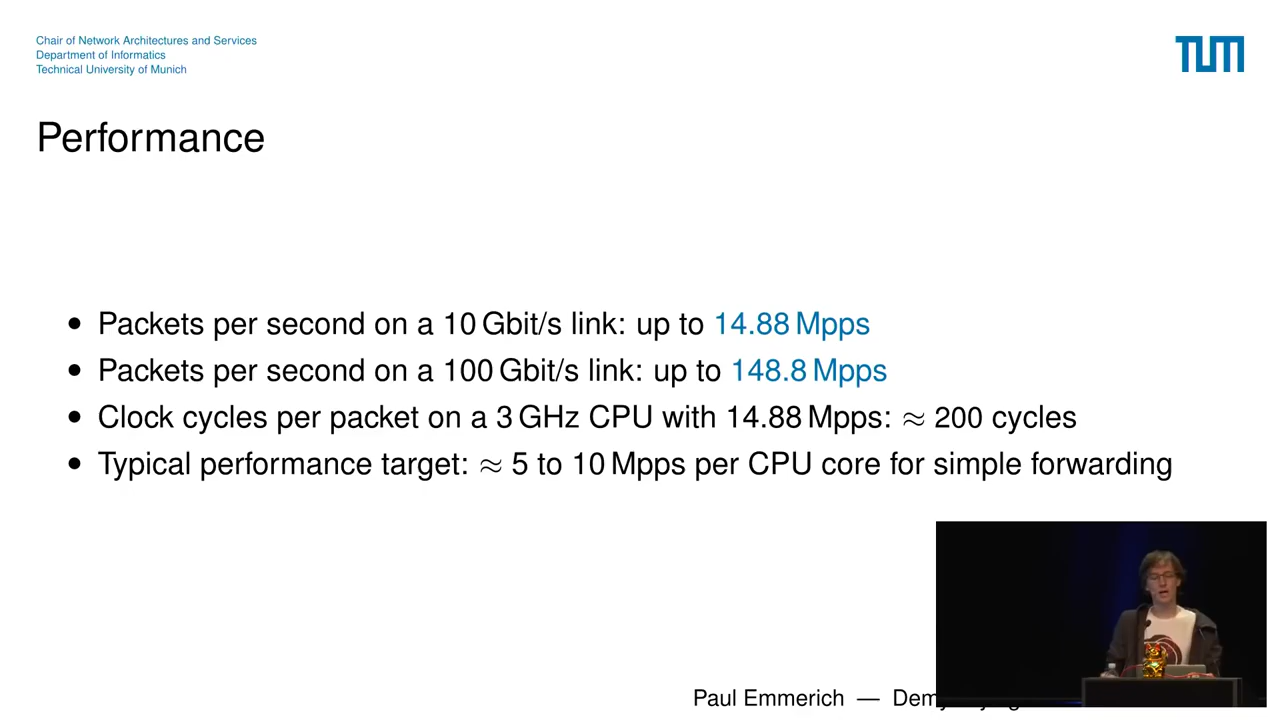 Chair of Network Architectures and Services
Department of Informatics
Technical University of Munich
TUM
Performance
• Packets per second on a 10 Gbit/s link: up to 14.88 Mpps
• Packets per second on a 100 Gbit/s link: up to 148.8 Mpps
• Clock cycles per packet on a 3 GHz CPU with 14.88 Mpps: ≈ 200 cycles
• Typical performance target: ≈ 5 to 10 Mpps per CPU core for simple forwarding
Paul Emmerich —